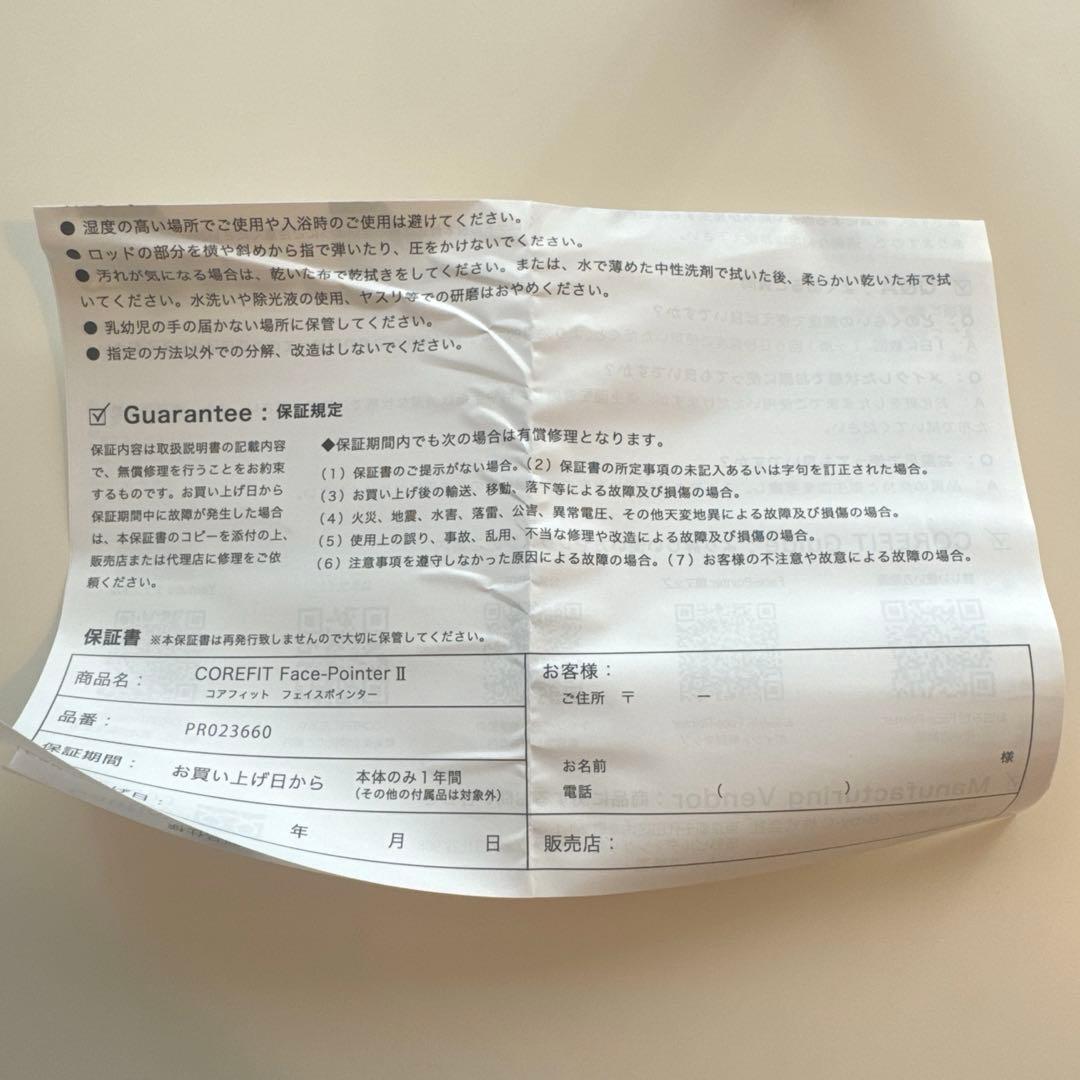 ● 湿度の高い場所でご使用や入浴時のご使用は避けてください。
● ロッドの部分を横や斜めから指で弾いたり、圧をかけないでください。
● 汚れが気になる場合は、乾いた布で乾拭きをしてください。または、水で薄めた中性洗剤で拭いた後、柔らかい乾いた布で拭
いてください。水洗いや除光液の使用、ヤスリ等での研磨はおやめください。
● 乳幼児の手の届かない場所に保管してください。
● 指定の方法以外での分解、改造はしないでください。
Guarantee：保証規定
保証内容は取扱説明書の記載内容
で、無償修理を行うことをお約束
するものです。お買い上げ日から
保証期間中に故障が発生した場合
は、本保証書のコピーを添付の上、
販売店または代理店に修理をご依
頼ください。
◆保証期間内でも次の場合は有償修理となります。
（1）保証書のご提示がない場合。（2）保証書の所定事項の未記入あるいは字句を訂正された場合。
（3）お買い上げ後の輸送、移動、落下等による故障及び損傷の場合。
（4）火災、地震、水害、落雷、公害、異常電圧、その他天変地異による故障及び損傷の場合。
（5）使用上の誤り、事故、乱用、不当な修理や改造による故障及び損傷の場合。
（6）注意事項を遵守しなかった原因による故障の場合。（7）お客様の不注意や故意による故障の場合。
保証書 ※本保証書は再発行致しませんので大切に保管してください。
商品名： COREFIT Face-Pointer Ⅱ
コアフィット フェイスポインター
品番： PR023660
保証期間： お買い上げ日から 本体のみ1年間
（その他の付属品は対象外）
年 月 日
お客様：
ご住所 〒 ー
お名前 様
電話 （ ）
販売店：